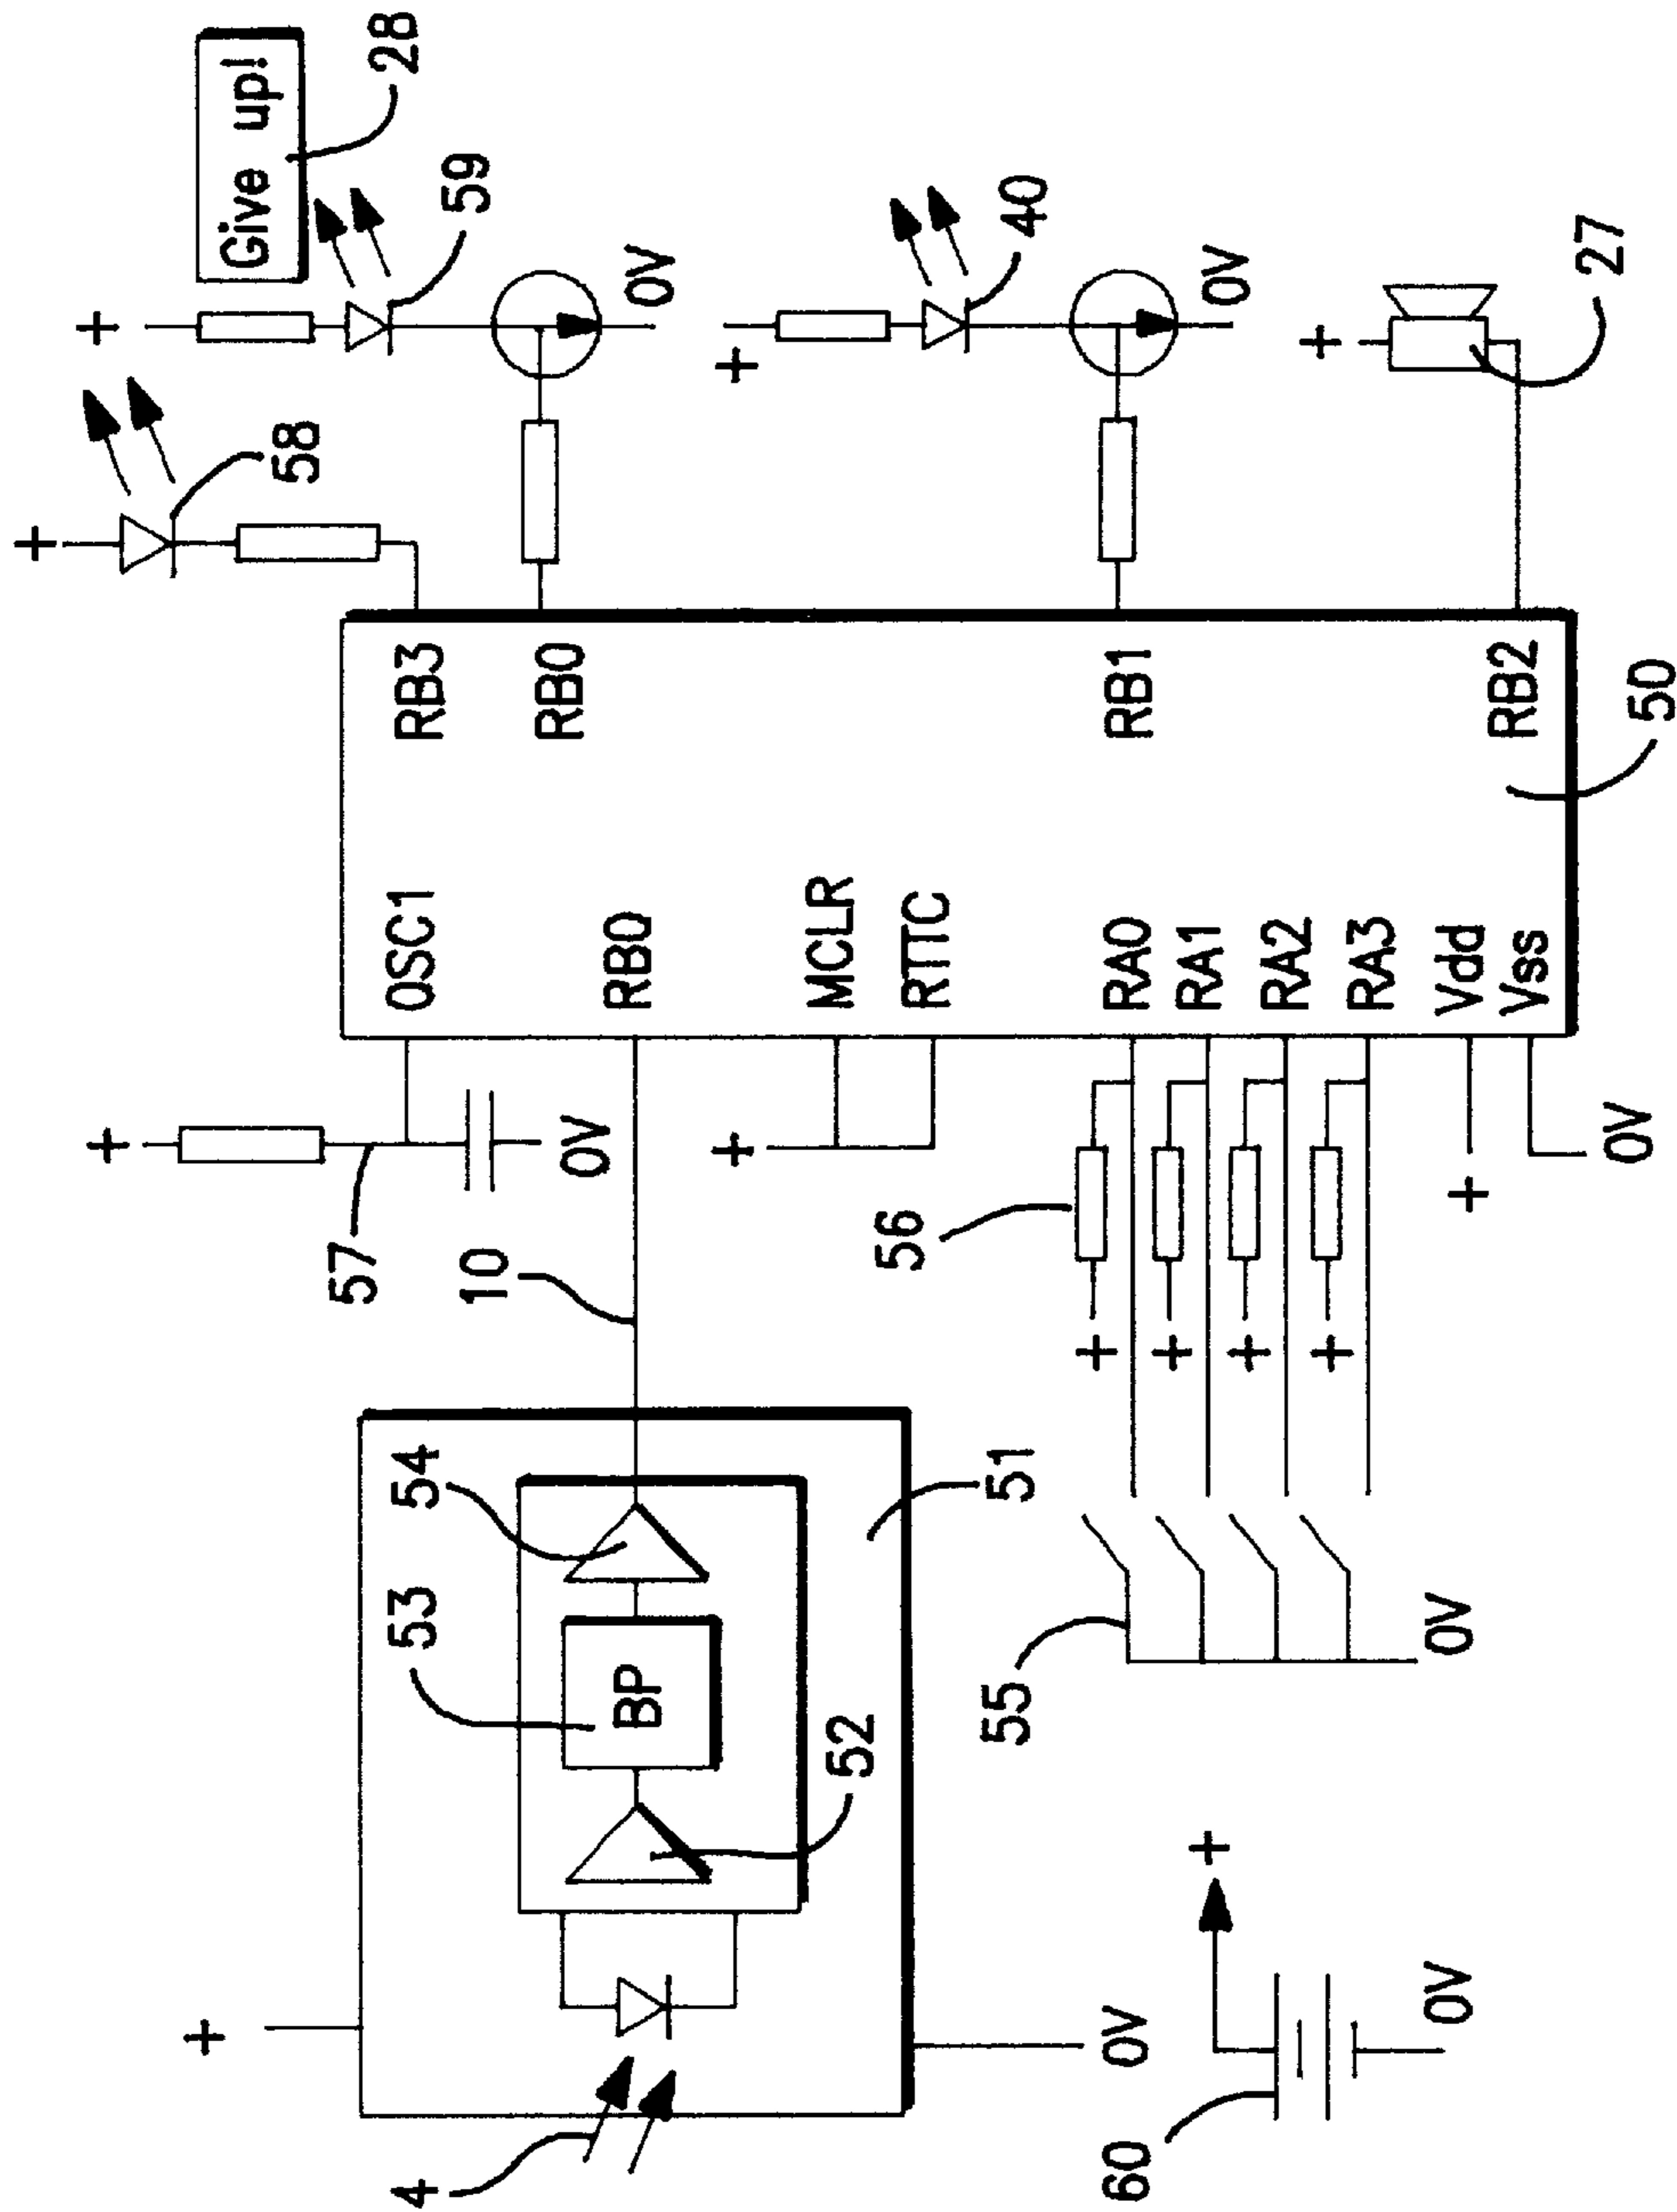 +
+
+
+
Give up!
58
57
28
4
53
54
OSC1
RB3
59
10
0V
RB0
BP
RB0
0V
+
+
MCLR
52
56
RTTC
55
51
40
+
RA0
RB1
60
0V
+
RA1
+
0V
+
RA2
+
RA3
+
0V
0V
+
Vdd
Vss
RB2
27
0V
50